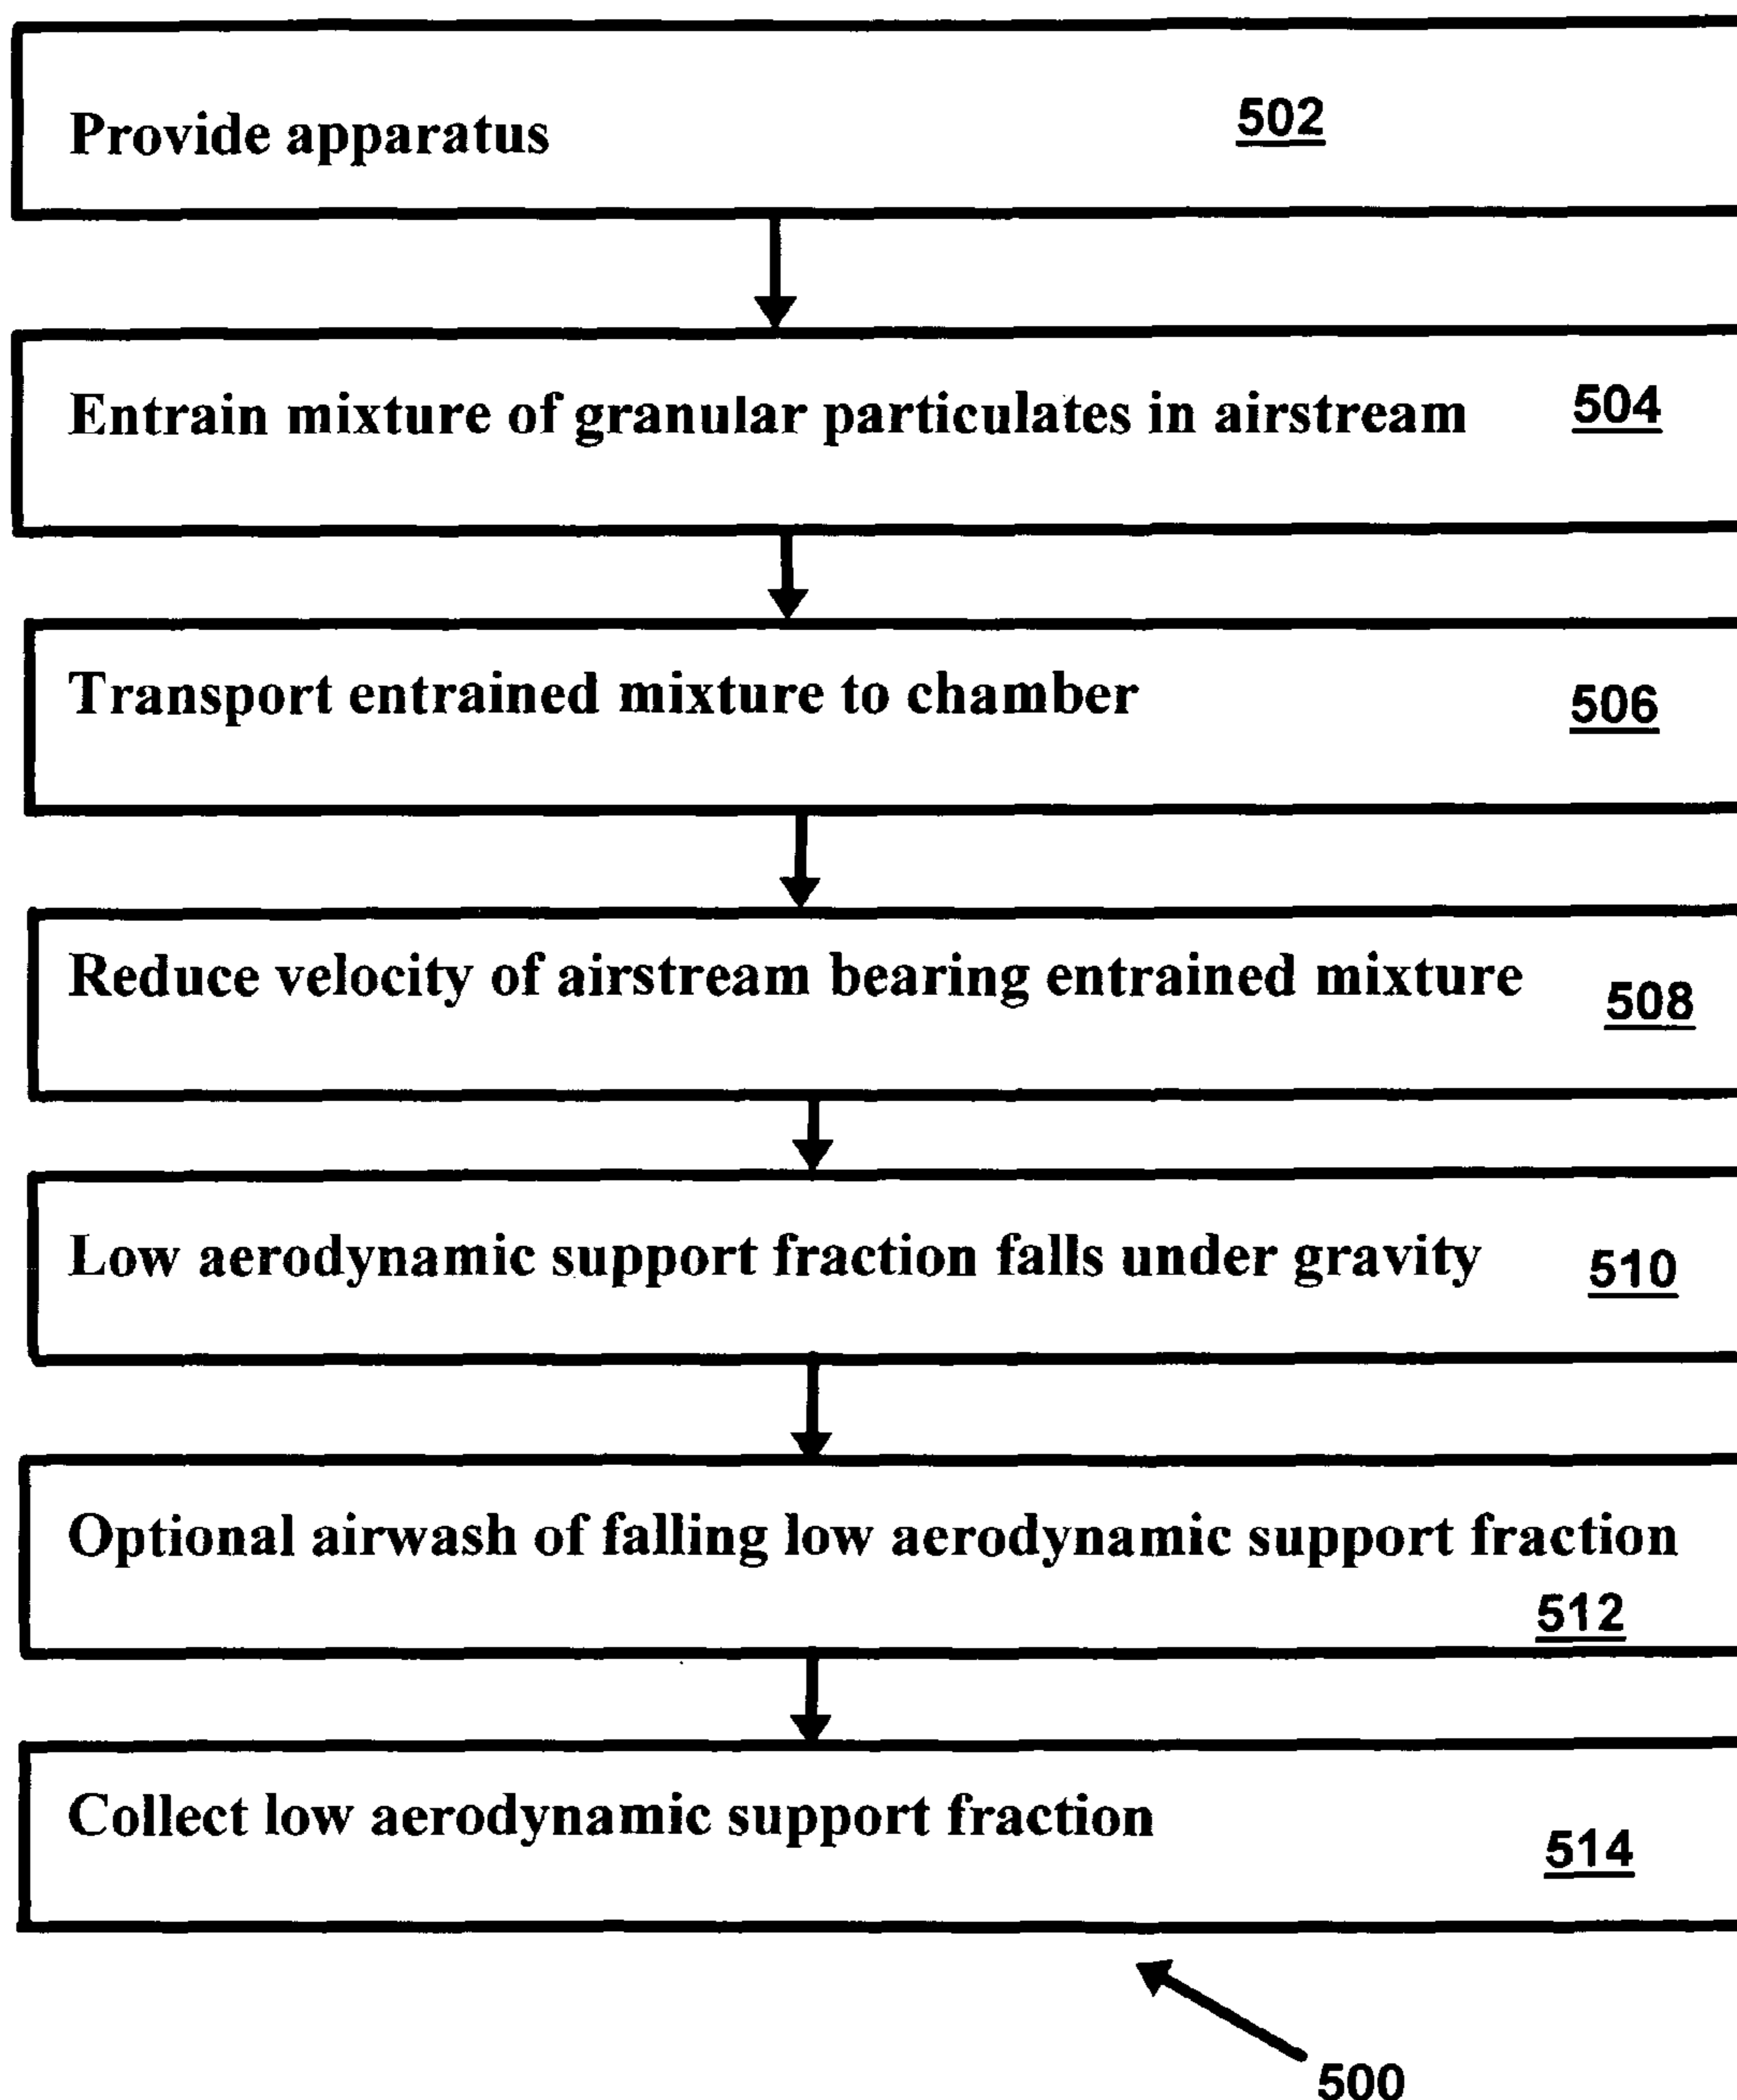 Provide apparatus 502
Entrain mixture of granular particulates in airstream 504
Transport entrained mixture to chamber 506
Reduce velocity of airstream bearing entrained mixture 508
Low aerodynamic support fraction falls under gravity 510
Optional airwash of falling low aerodynamic support fraction
512
Collect low aerodynamic support fraction 514
500